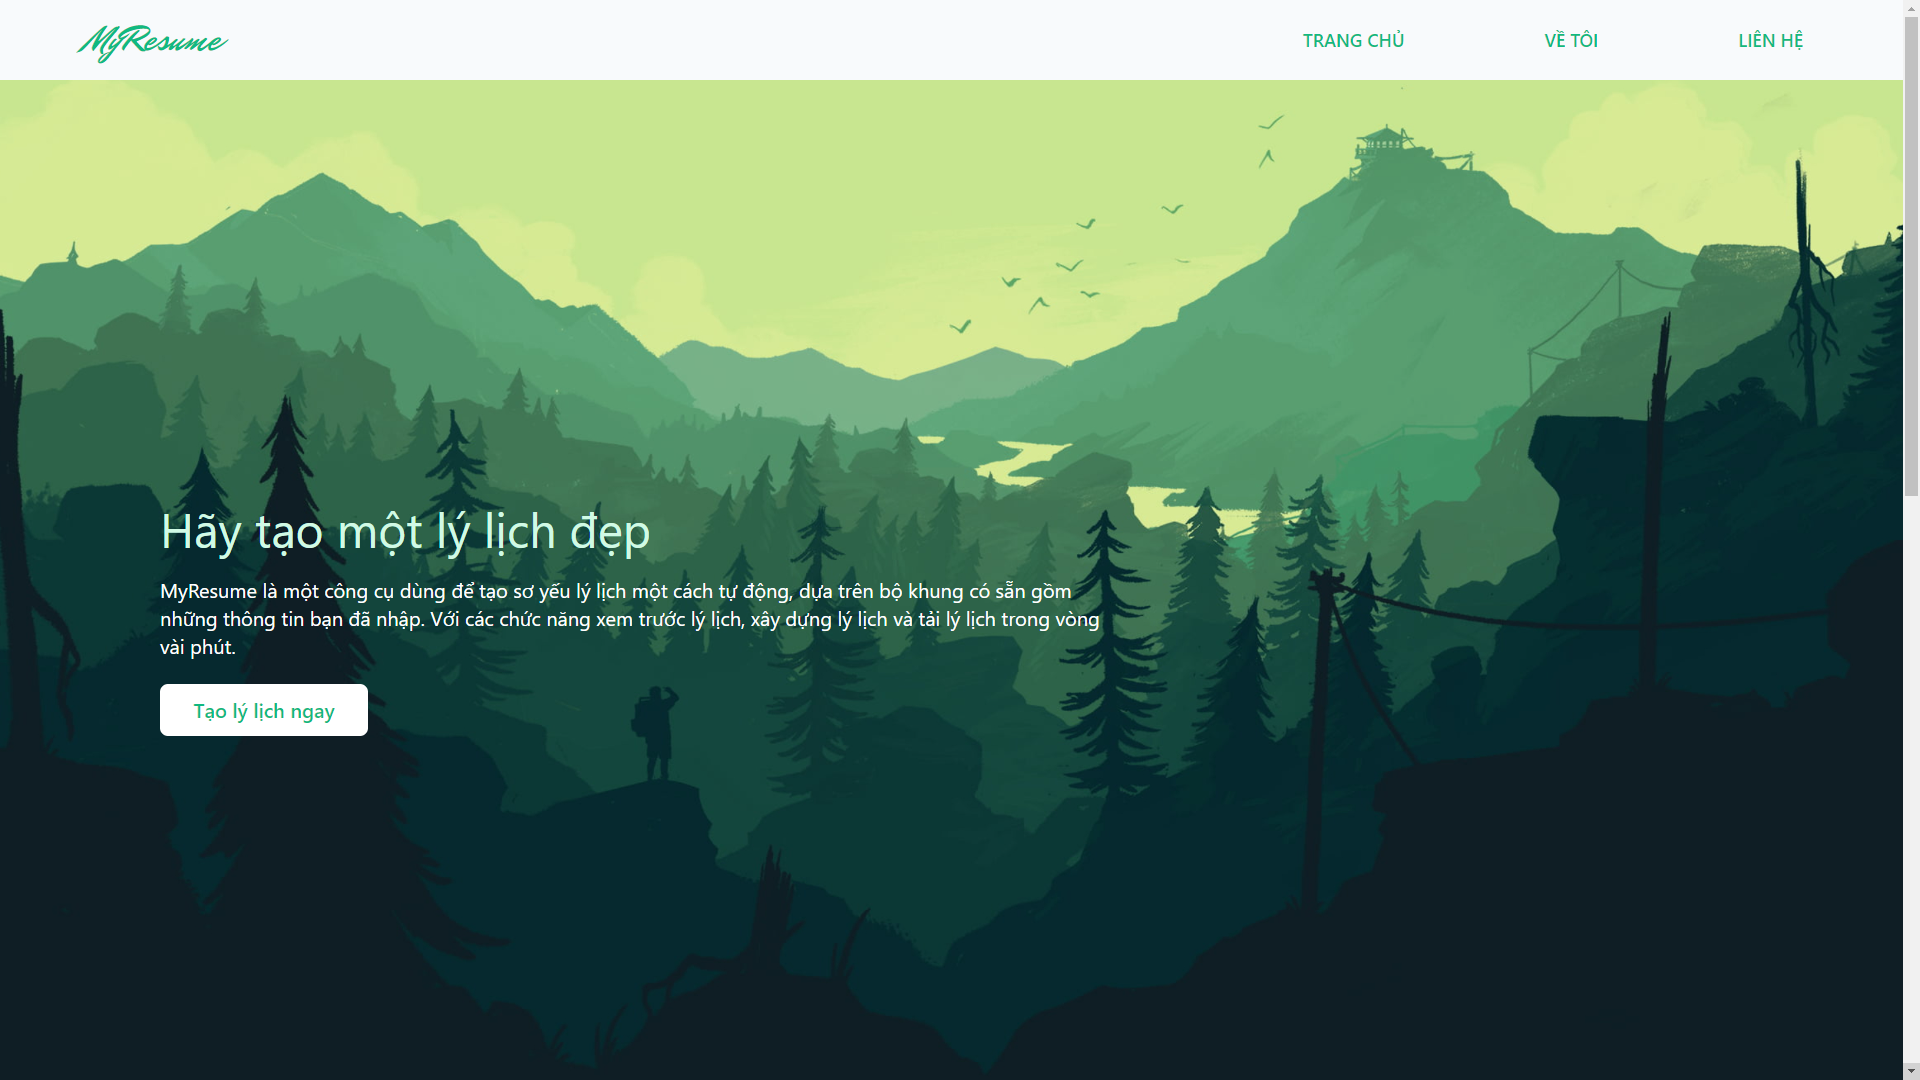 MyResume
TRANG CHỦ
VỀ TÔI
LIÊN HỆ
Hãy tạo một lý lịch đẹp
MyResume là một công cụ dùng để tạo sơ yếu lý lịch một cách tự động, dựa trên bộ khung có sẵn gồm
những thông tin bạn đã nhập. Với các chức năng xem trước lý lịch, xây dựng lý lịch và tải lý lịch trong vòng
vài phút.
Tạo lý lịch ngay